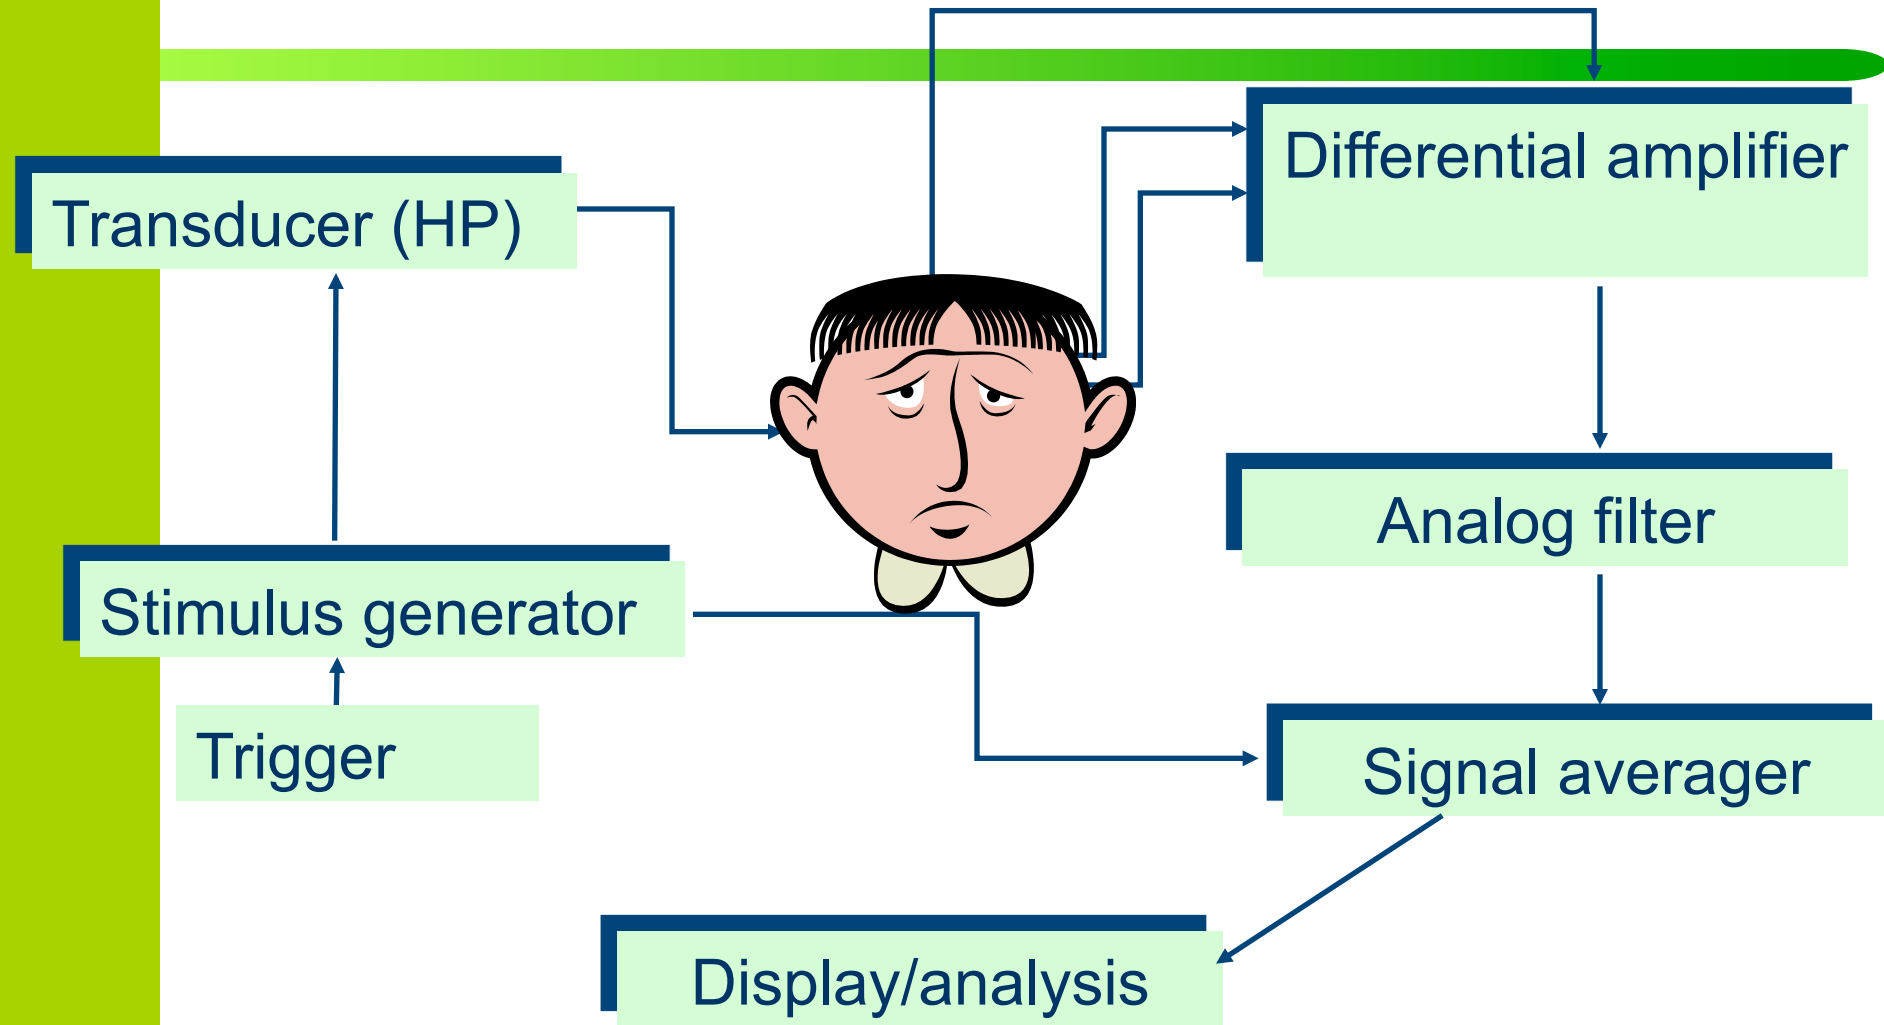 Differential amplifier
Transducer (HP)
Analog filter
Stimulus generator
Trigger
Signal averager
Display/analysis